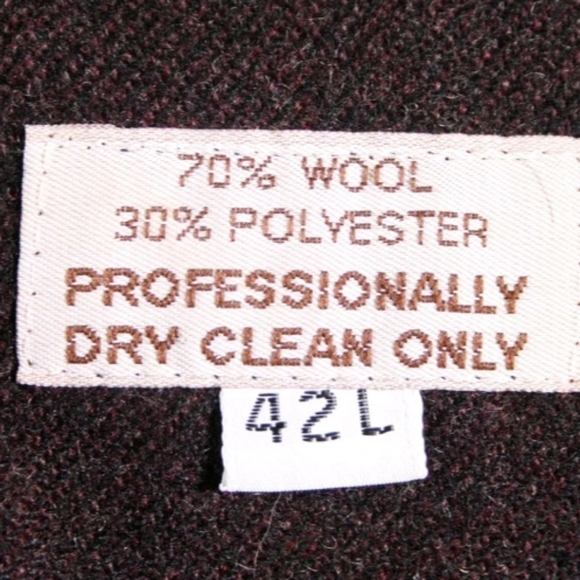 70% WOOL
30% POLYESTER
PROFESSIONALLY
DRY CLEAN ONLY
42L